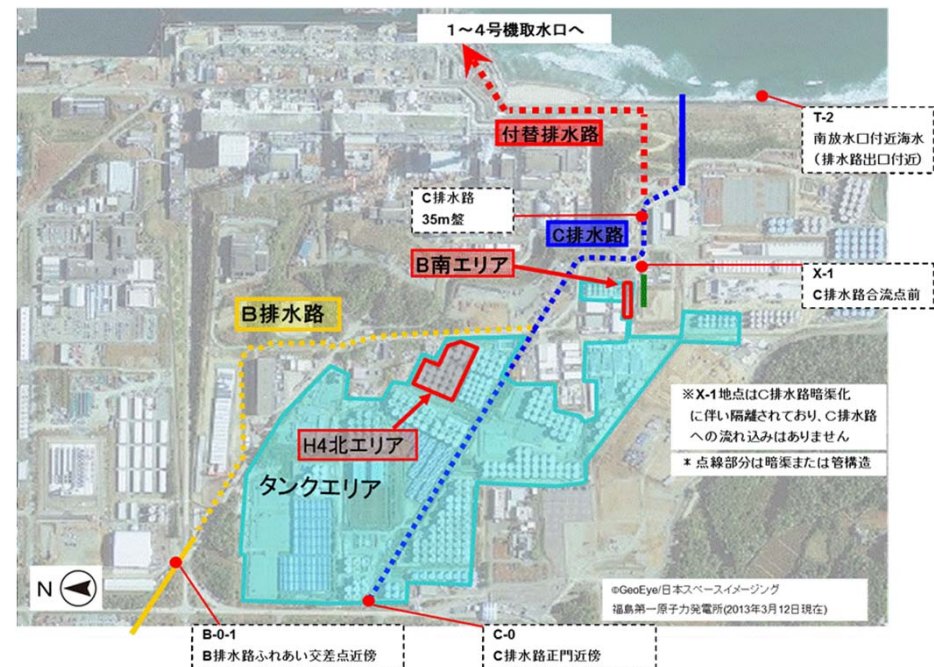 1～4号機取水口へ
付替排水路
T-2
南放水口付近海水
（排水路出口付近）
C排水路
35m盤
C排水路
B南エリア
X-1
C排水路合流点前
B排水路
H4北エリア
タンクエリア
※X-1地点はC排水路暗渠化
に伴い隔離されており、C排水路
への流れ込みはありません
＊点線部分は暗渠または管構造
N
©GeoEye/日本スペースイメージング
福島第一原子力発電所(2013年3月12日現在)
B-0-1
B排水路ふれあい交差点近傍
C-0
C排水路正門近傍